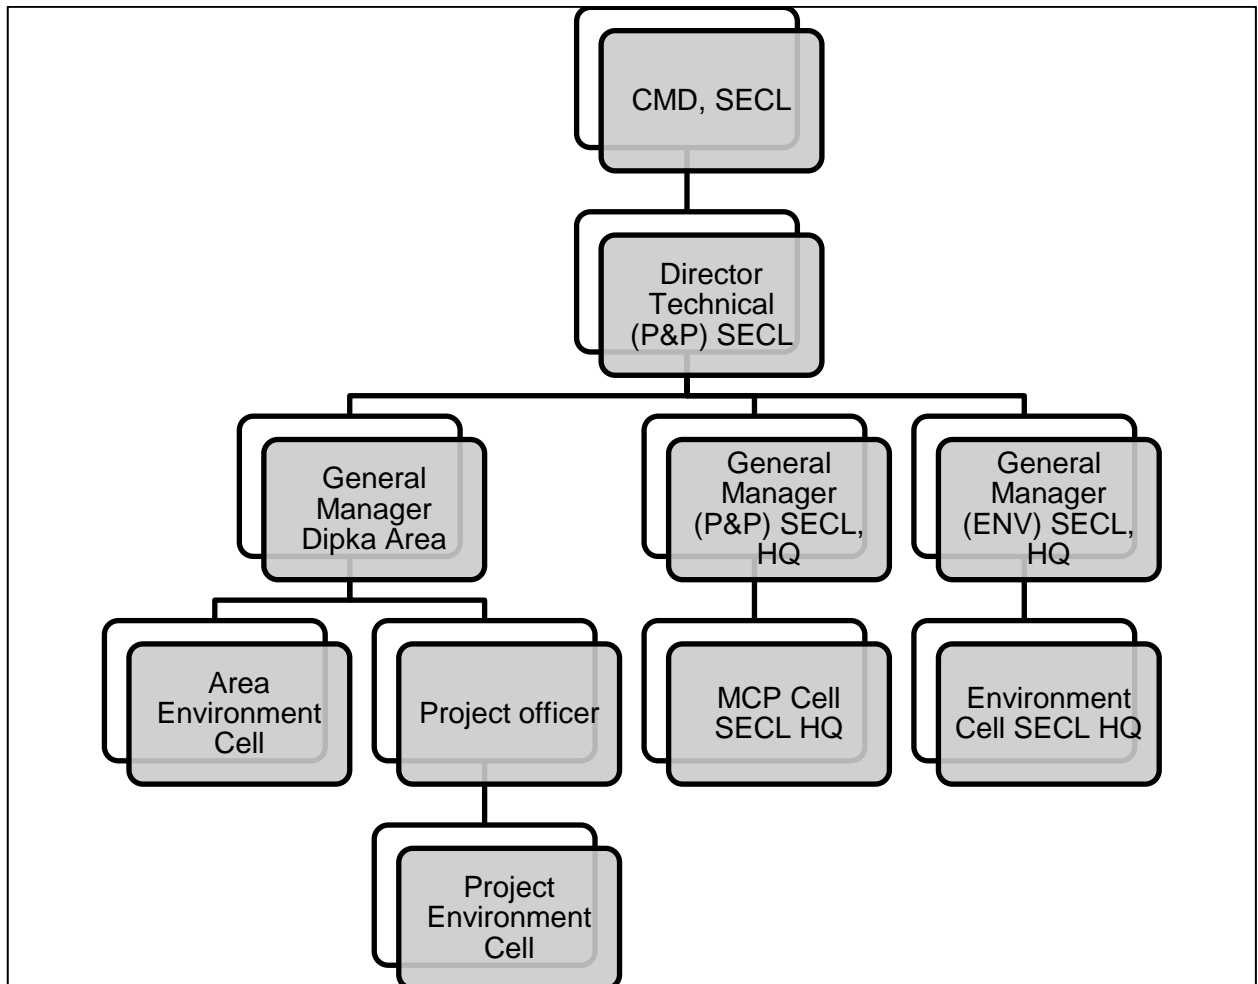 CMD, SECL
Director
Technical
(P&P) SECL
General
Manager
Dipka Area
General
Manager
(P&P) SECL,
HQ
General
Manager
(ENV) SECL,
HQ
Area
Environment
Cell
Project officer
MCP Cell
SECL HQ
Environment
Cell SECL HQ
Project
Environment
Cell